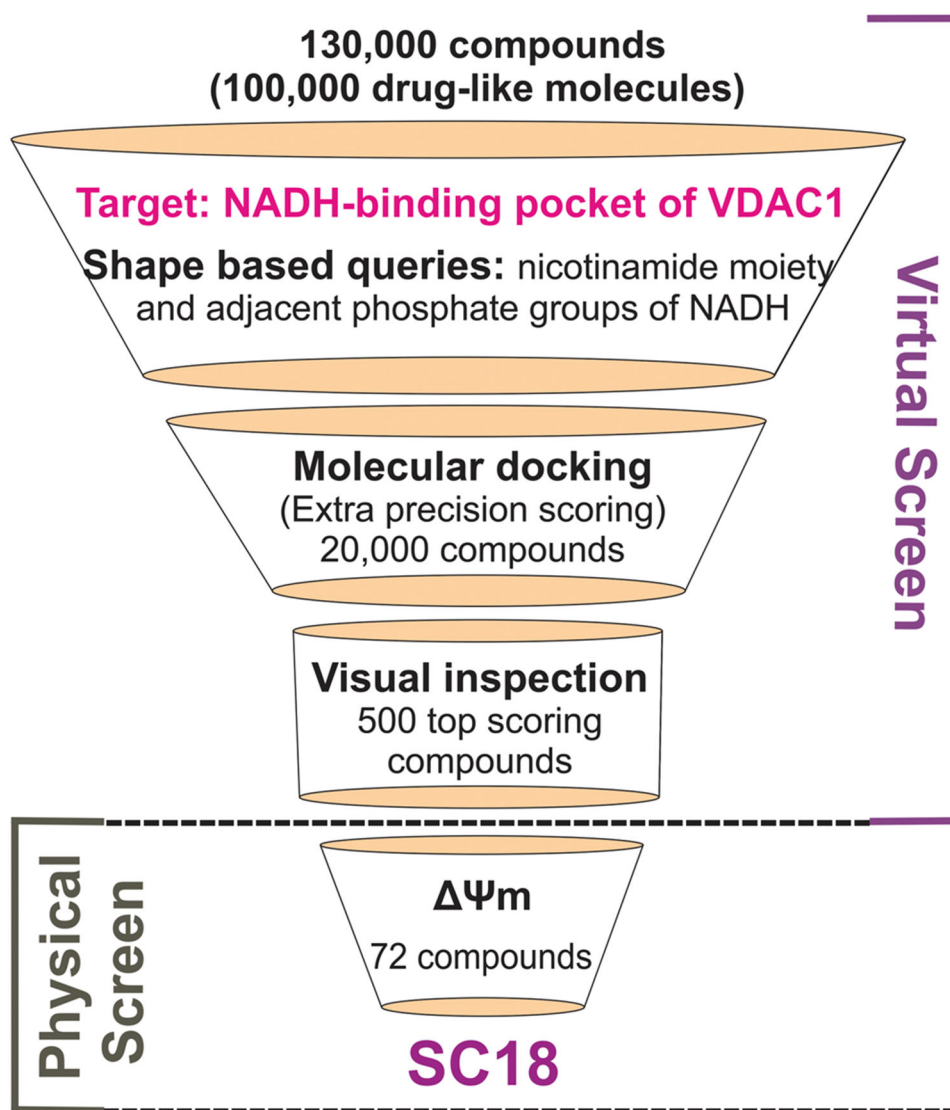 130,000 compounds
(100,000 drug-like molecules)
Target: NADH-binding pocket of VDAC1
Shape based queries: nicotinamide moiety
and adjacent phosphate groups of NADH
Molecular docking
(Extra precision scoring)
20,000 compounds
Visual inspection
500 top scoring
compounds
Virtual Screen
ΔΨm
72 compounds
Physical
Screen
SC18